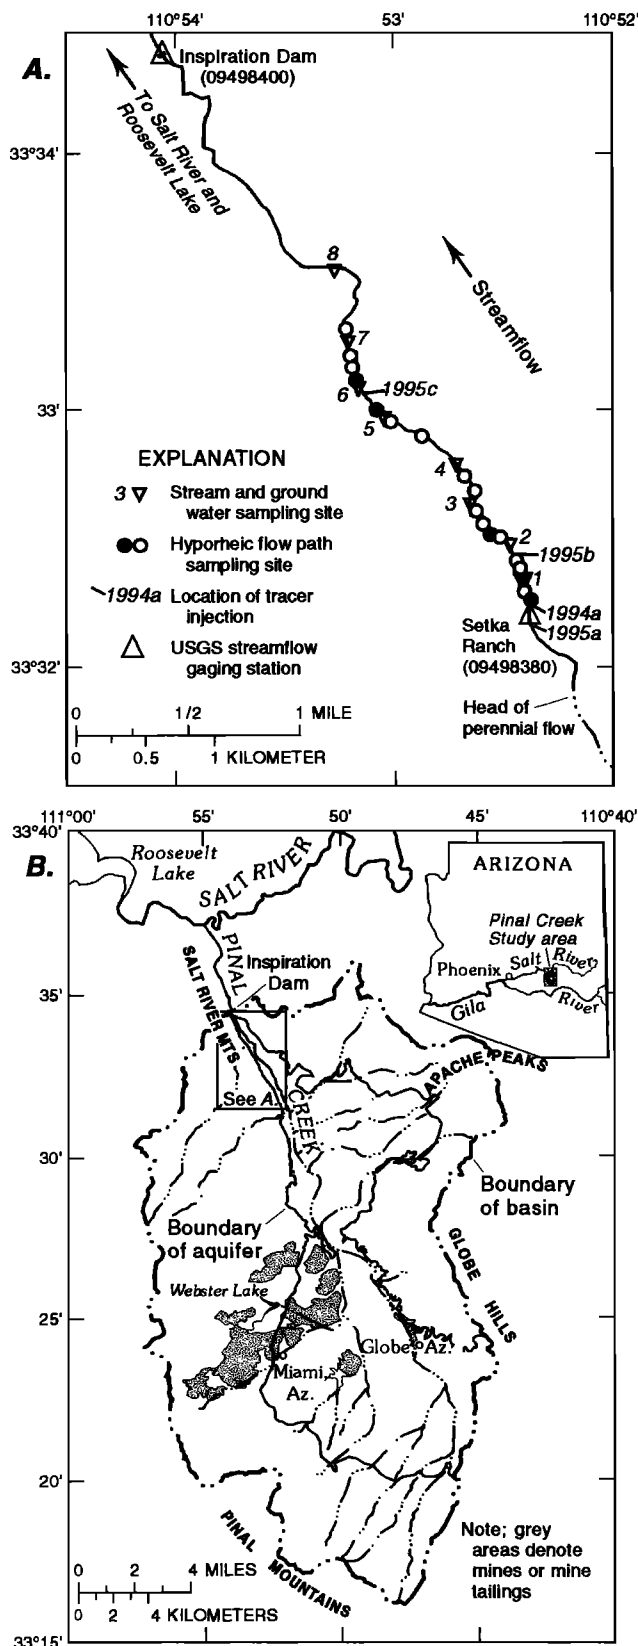 110°54'
53'
110°52'
A.
Inspiration Dam
(09498400)
To Salt River and
Roosevelt Lake
33°34'
8
Streamflow
7
6
1995c
33'
5
EXPLANATION
4
3 Stream and ground
water sampling site
3
2
Hyporheic flow path
sampling site
1995b
1
1994a Location of tracer
injection
1994a
1995a
Setka
Ranch
(09498380)
USGS streamflow
gaging station
33°32'
Head of
perennial flow
0 1/2 1 MILE
0 0.5 1 KILOMETER
111°00' 55' 50' 45' 110°40'
33°40'
B.
Roosevelt
Lake
SALT RIVER
ARIZONA
Pinal Creek
Study area
Phoenix
Salt River
Gila River
PINAL
CREEK
SALT RIVER MTS
Inspiration
Dam
35'
APACHE PEAKS
See A.
30'
Boundary
of basin
Boundary
of aquifer
GLOBE HILLS
Webster Lake
25'
Globe, Az.
Miami,
Az.
20'
PINAL MOUNTAINS
Note; grey
areas denote
mines or mine
tailings
0 2 4 MILES
0 2 4 KILOMETERS
33°15'